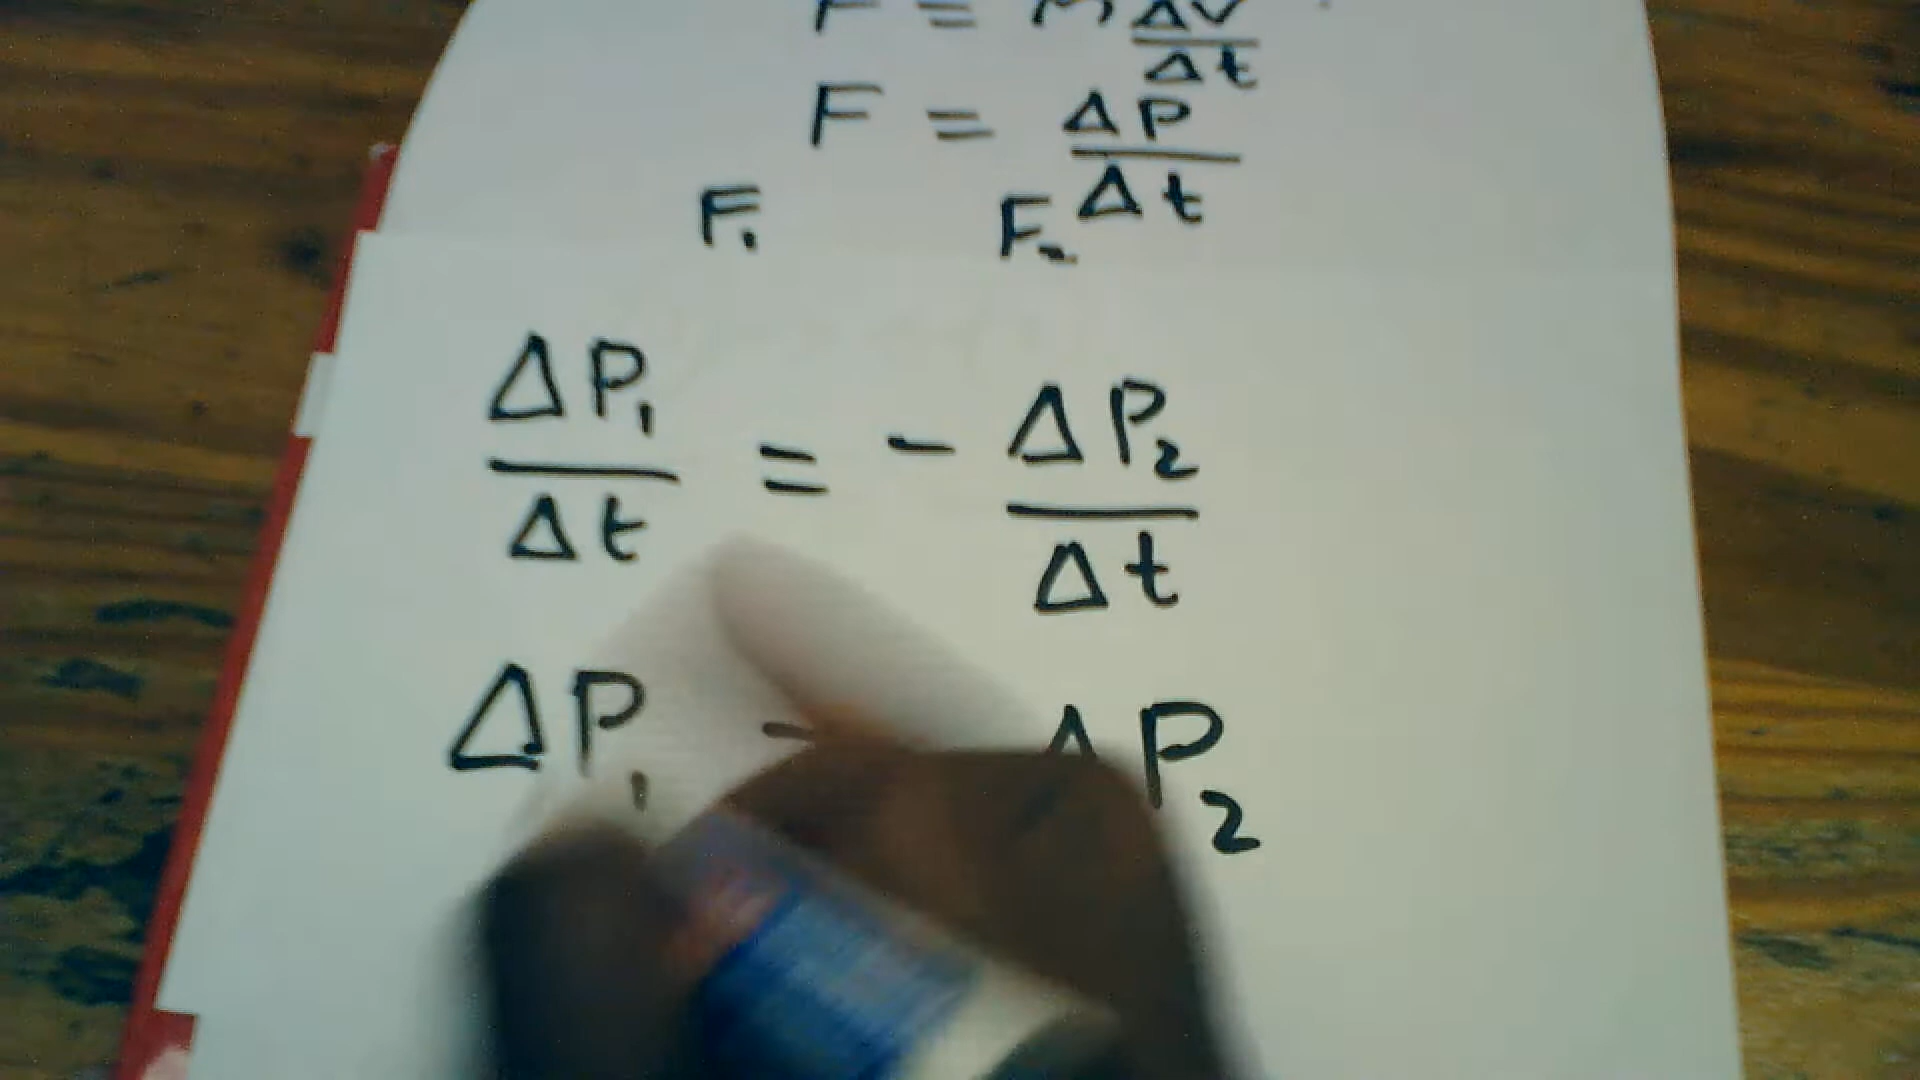 F = m Δv/Δt
F = ΔP/Δt
F₁ F₂
ΔP₁/Δt = - ΔP₂/Δt
ΔP₁ - ΔP₂